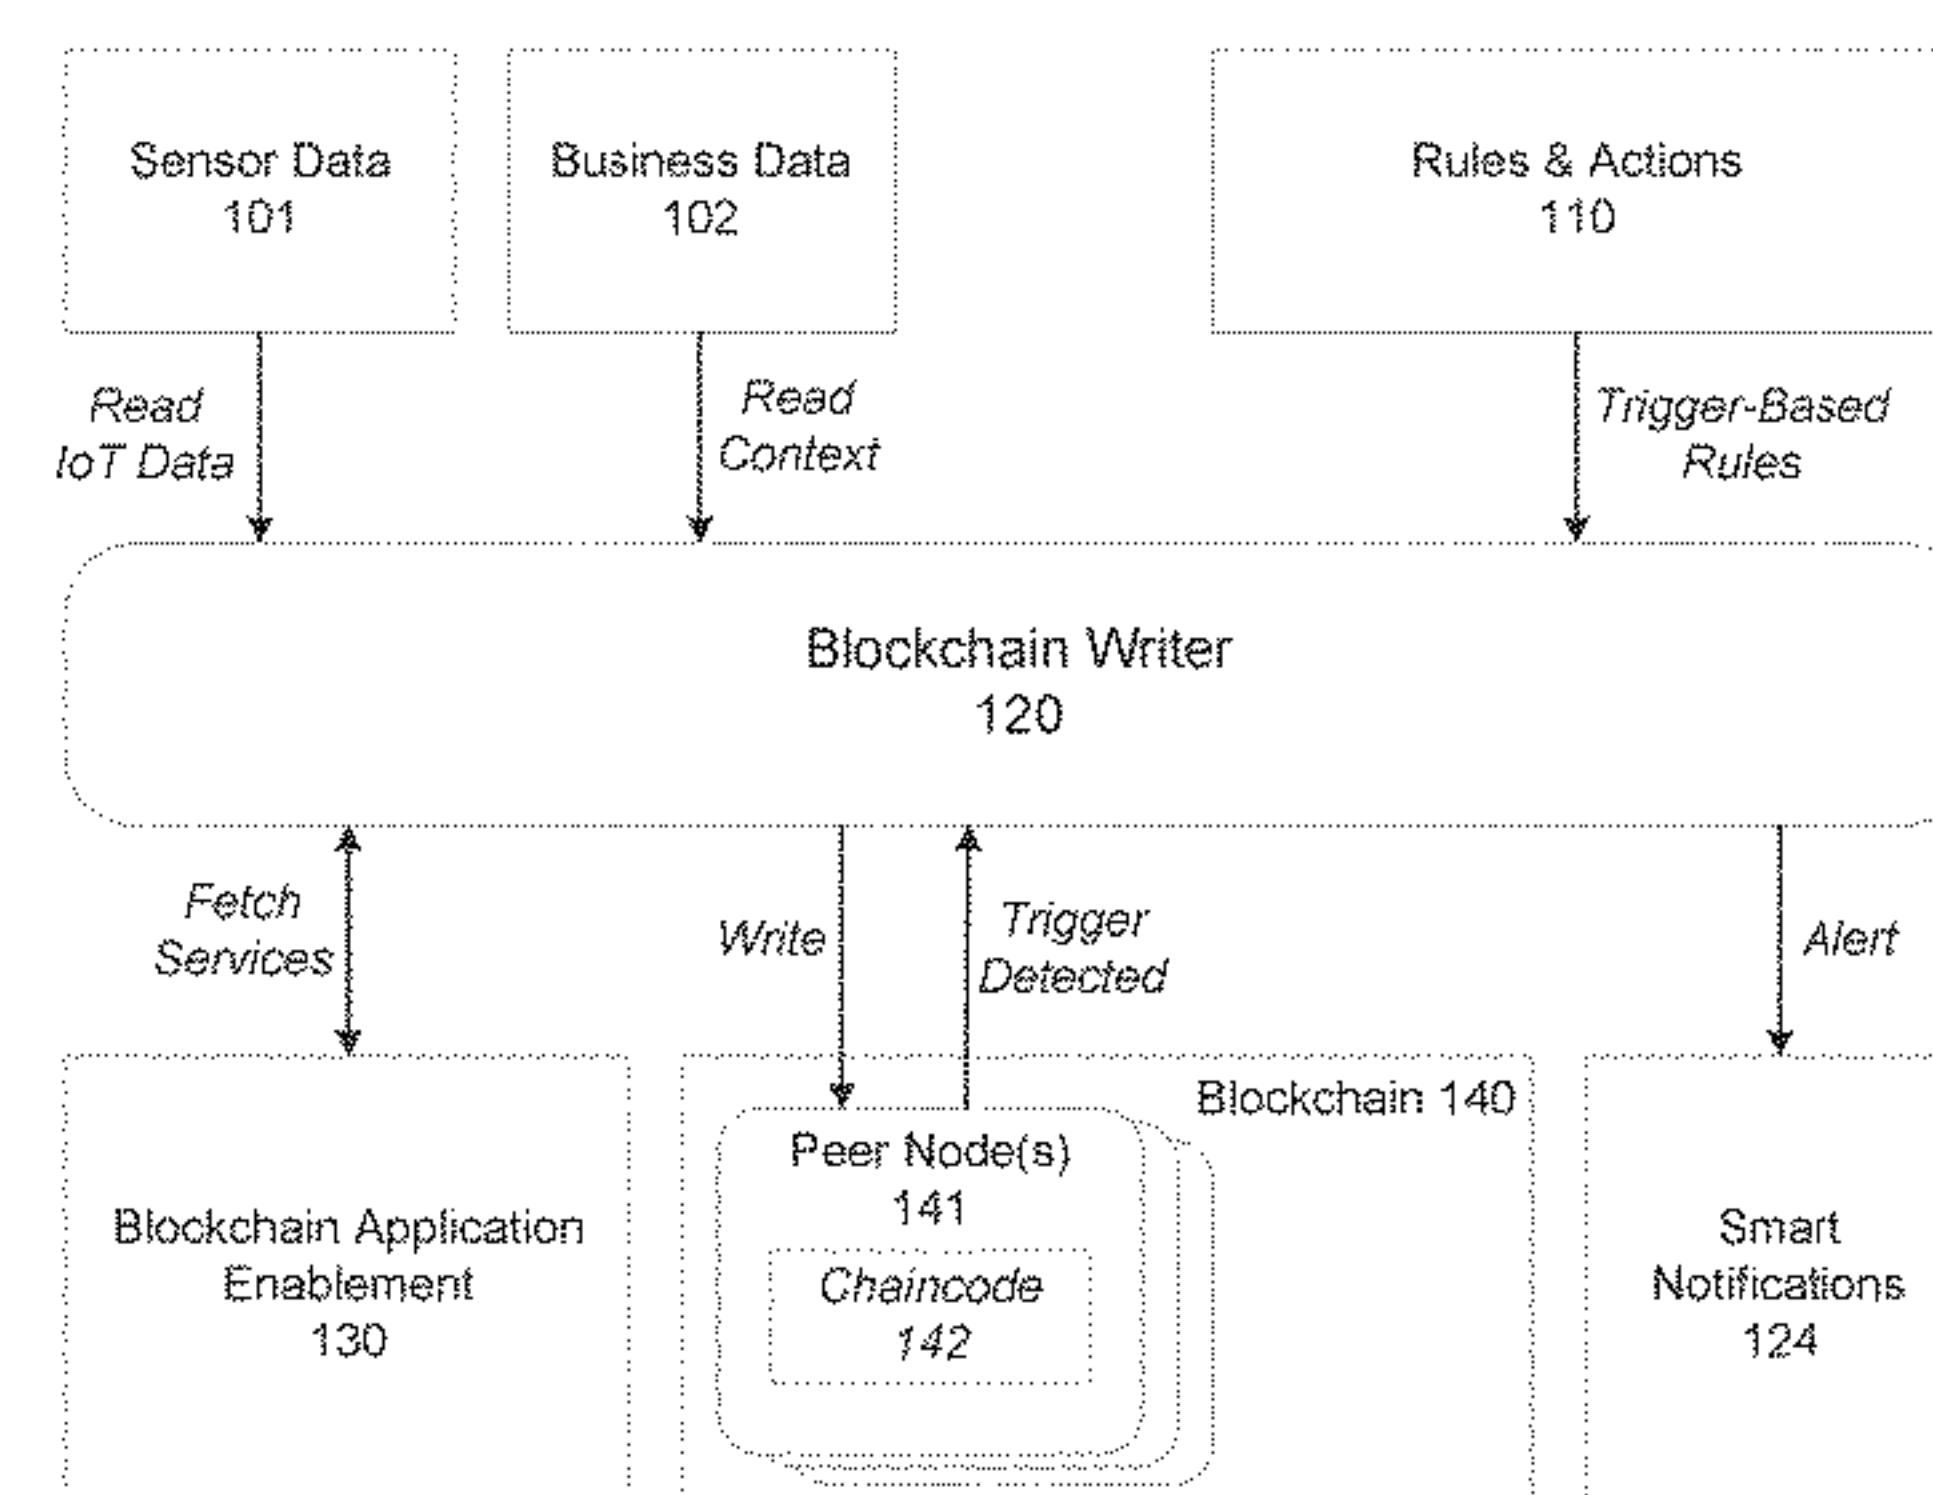 Sensor Data
101
Business Data
102
Rules & Actions
110
Read
IoT Data
Read
Context
Trigger-Based
Rules
Blockchain Writer
120
Fetch
Services
Write
Trigger
Detected
Alert
Blockchain 140
Peer Node(s)
141
Chaincode
142
Blockchain Application
Enablement
130
Smart
Notifications
124